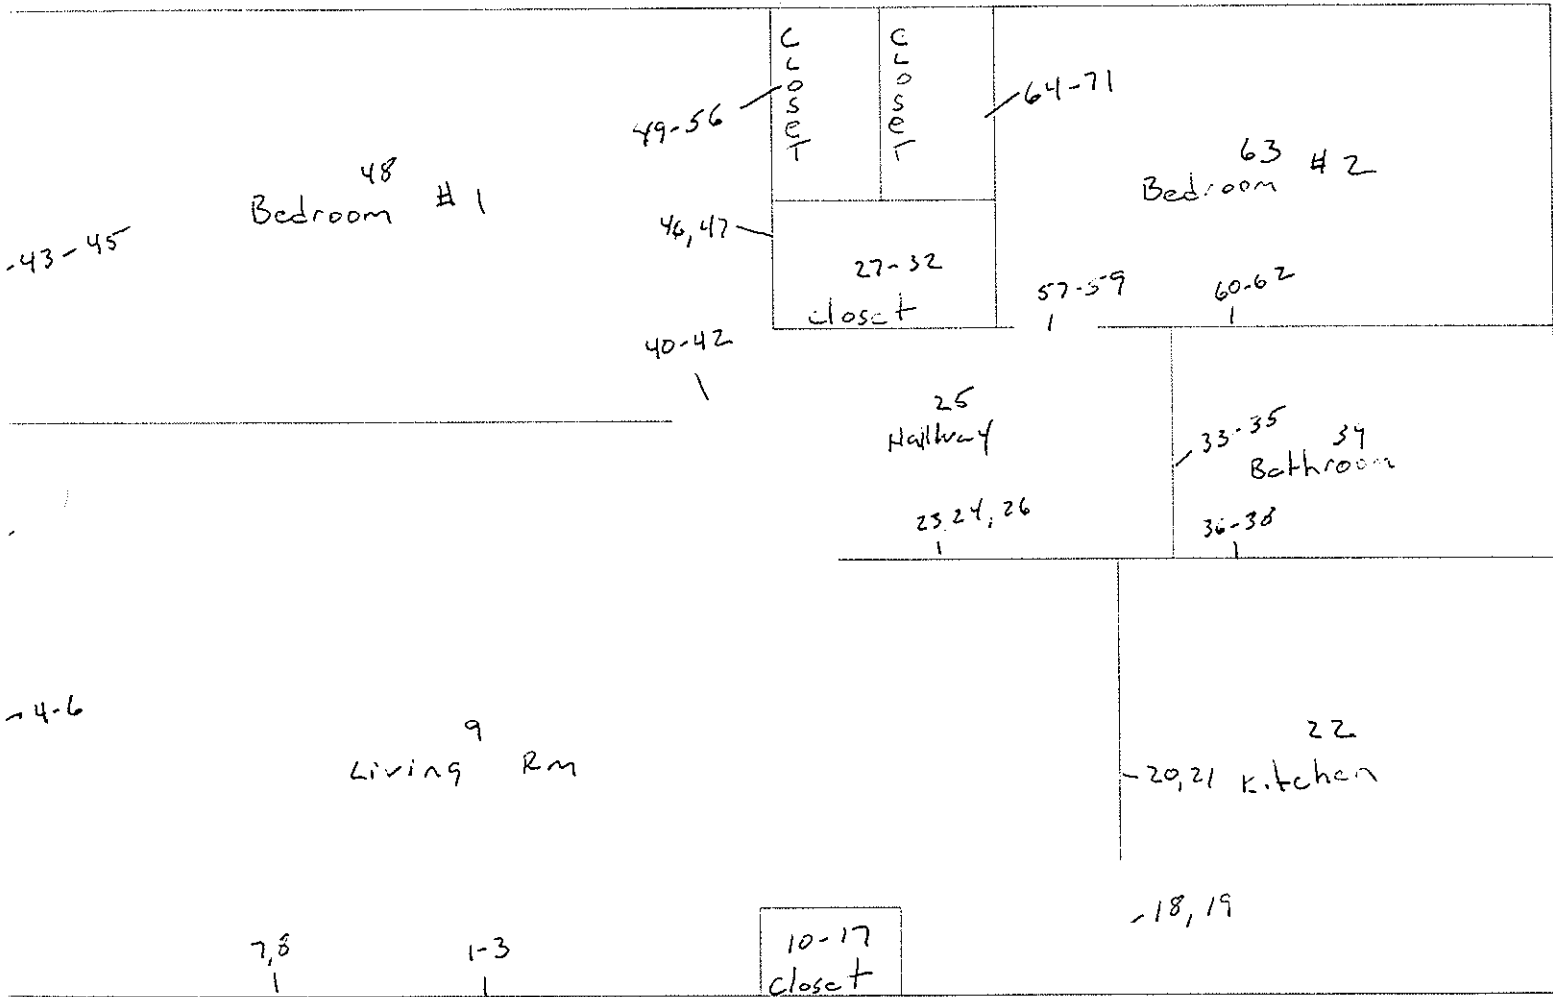 CLOSET
CLOSET
49-56
64-71
48
Bedroom # 1
63
Bedroom # 2
-43-45
46,47
27-32
closet
57-59
60-62
40-42
25
Hallway
33-35
39
Bathroom
23,24,26
36-38
4-6
9
Living Rm
22
20,21
Kitchen
18,19
7,8
1-3
10-17
closet